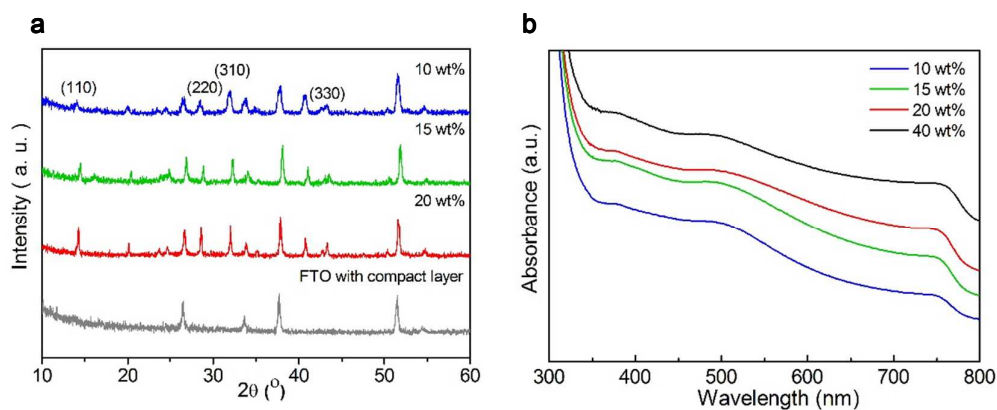 a
b
10 wt%
(310)
(110)
(220)
(330)
15 wt%
20 wt%
FTO with compact layer
Intensity ( a. u. )
10 20 30 40 50 60
2θ (°)
10 wt%
15 wt%
20 wt%
40 wt%
Absorbance (a.u.)
300 400 500 600 700 800
Wavelength (nm)